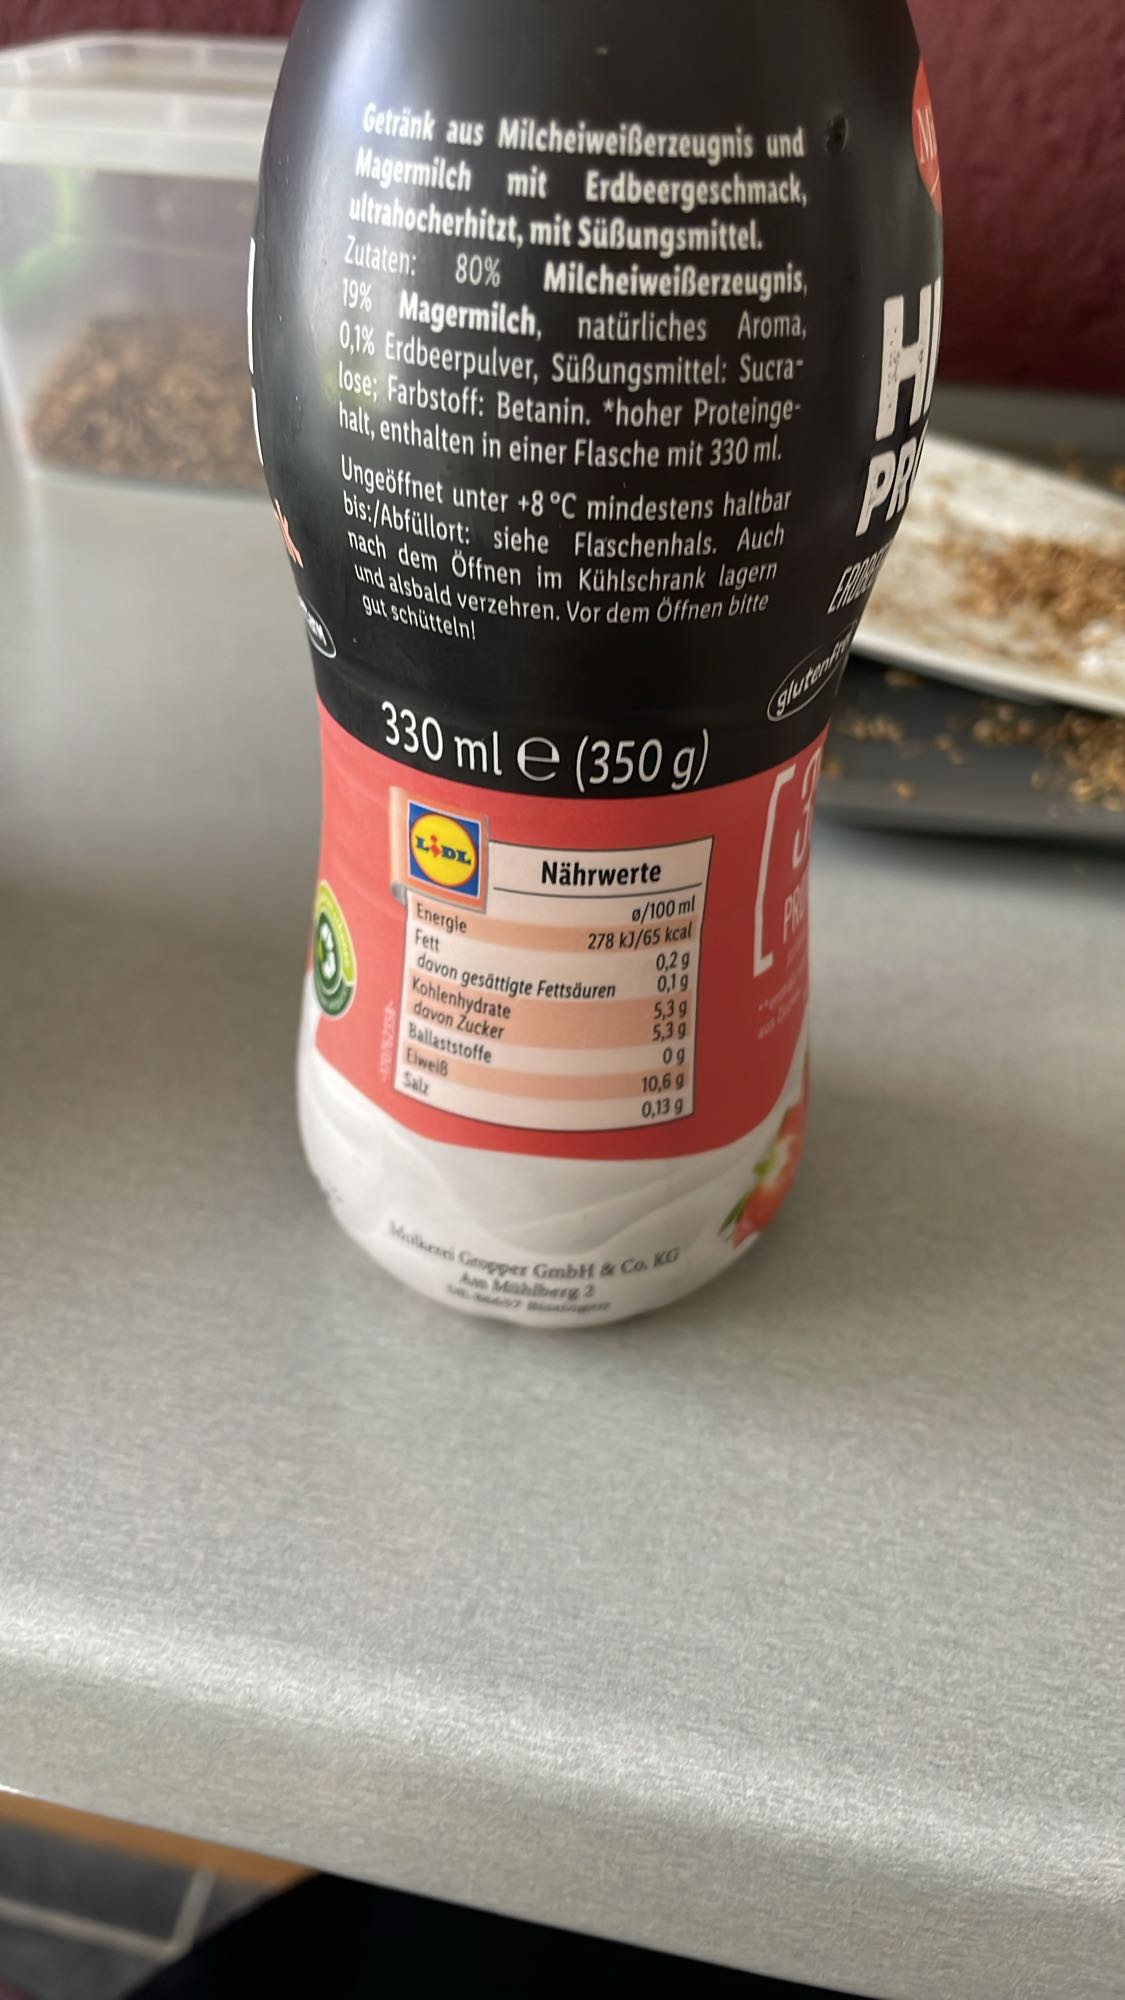 Getränk aus Milcheiweißerzeugnis und
Magermilch mit Erdbeergeschmack,
ultrahocherhitzt, mit Süßungsmittel.
Zutaten: 80% Milcheiweißerzeugnis,
19% Magermilch, natürliches Aroma,
0,1% Erdbeerpulver, Süßungsmittel: Sucra-
lose; Farbstoff: Betanin. *hoher Proteinge-
halt, enthalten in einer Flasche mit 330 ml.
Ungeöffnet unter +8 °C mindestens haltbar
bis:/Abfüllort: siehe Flaschenhals. Auch
nach dem Öffnen im Kühlschrank lagern
und alsbald verzehren. Vor dem Öffnen bitte
gut schütteln!
330 ml e (350 g)
LIDL
Nährwerte
ø/100 ml
Energie 278 kJ/65 kcal
Fett 0,2 g
davon gesättigte Fettsäuren 0,1 g
Kohlenhydrate 5,3 g
davon Zucker 5,3 g
Ballaststoffe 0 g
Eiweiß 10,6 g
Salz 0,13 g
Molkerei Gropper GmbH & Co. KG
Am Mühlberg 2
HI
PR
ERDBE
glutenfrei
PRO